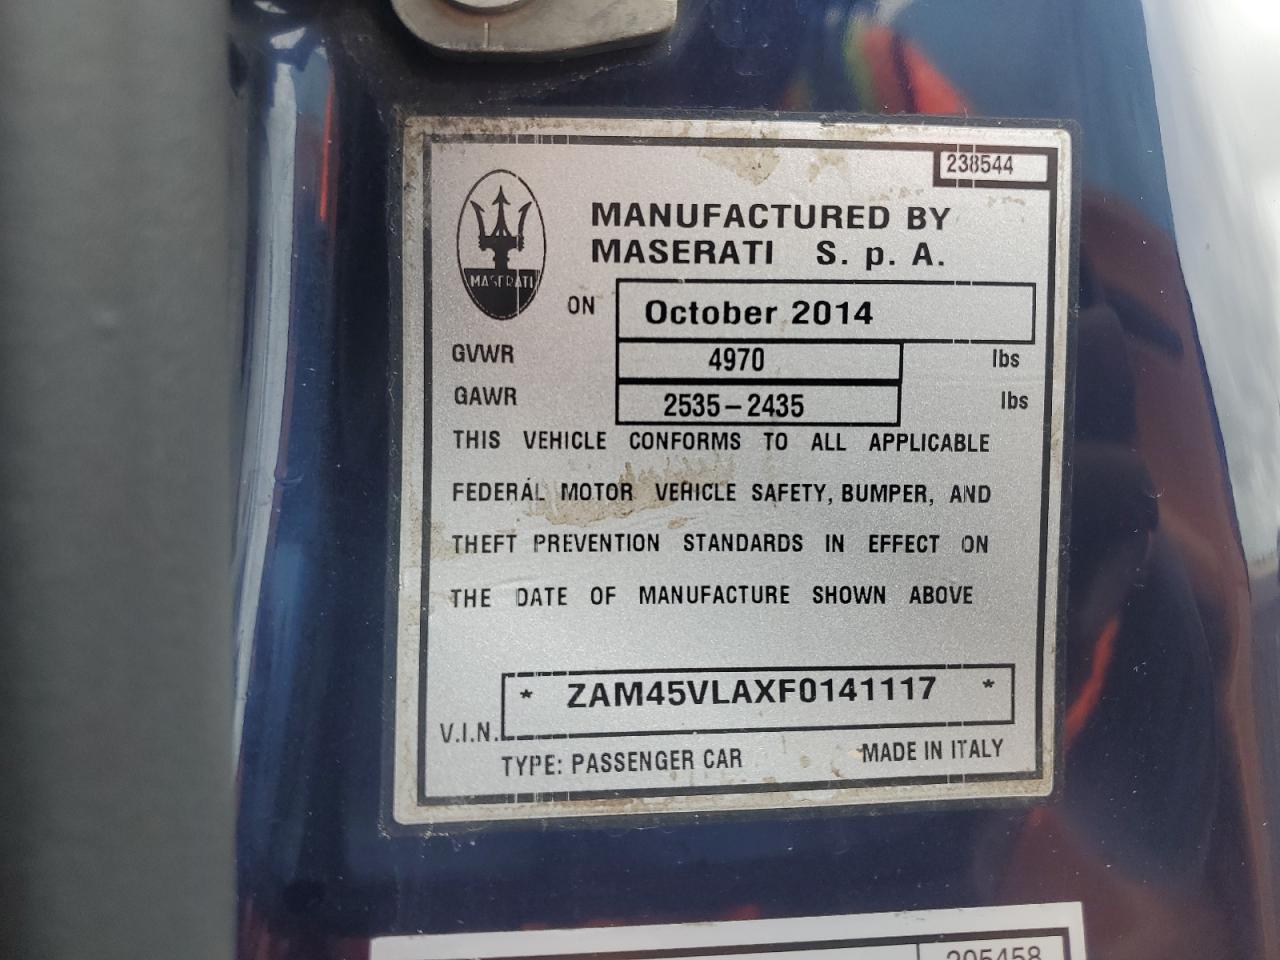 238544
MANUFACTURED BY
MASERATI S. p. A.
MASERATI
ON October 2014
GVWR 4970 lbs
GAWR 2535-2435 lbs
THIS VEHICLE CONFORMS TO ALL APPLICABLE
FEDERAL MOTOR VEHICLE SAFETY, BUMPER, AND
THEFT PREVENTION STANDARDS IN EFFECT ON
THE DATE OF MANUFACTURE SHOWN ABOVE
V.I.N. * ZAM45VLAXF0141117 *
TYPE: PASSENGER CAR MADE IN ITALY
205458